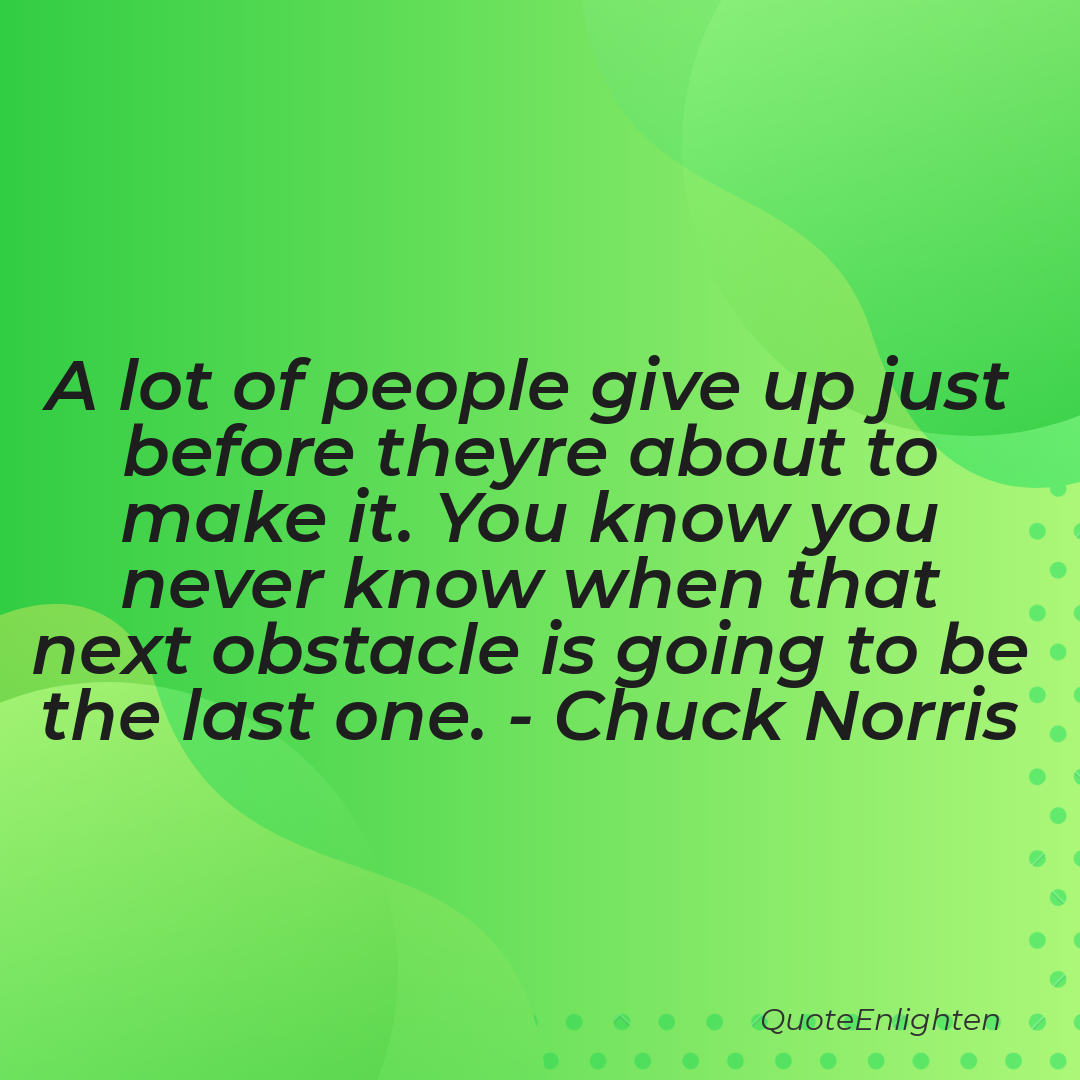 A lot of people give up just
before theyre about to
make it. You know you
never know when that
next obstacle is going to be
the last one. - Chuck Norris
QuoteEnlighten